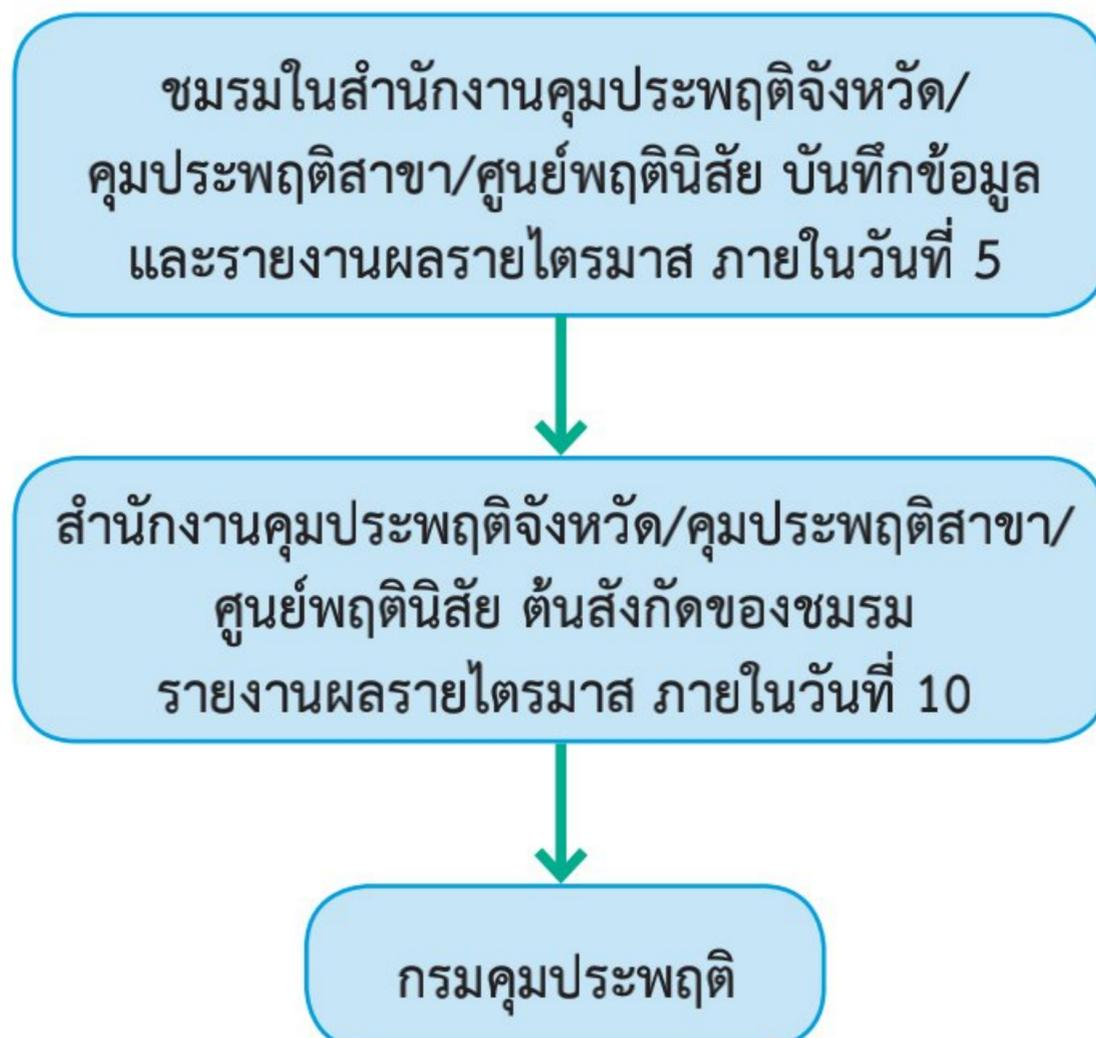 ชมรมในสำนักงานคุมประพฤติจังหวัด/
คุมประพฤติสาขา/ศูนย์พฤตินิสัย บันทึกข้อมูล
และรายงานผลรายไตรมาส ภายในวันที่ 5
สำนักงานคุมประพฤติจังหวัด/คุมประพฤติสาขา/
ศูนย์พฤตินิสัย ต้นสังกัดของชมรม
รายงานผลรายไตรมาส ภายในวันที่ 10
กรมคุมประพฤติ